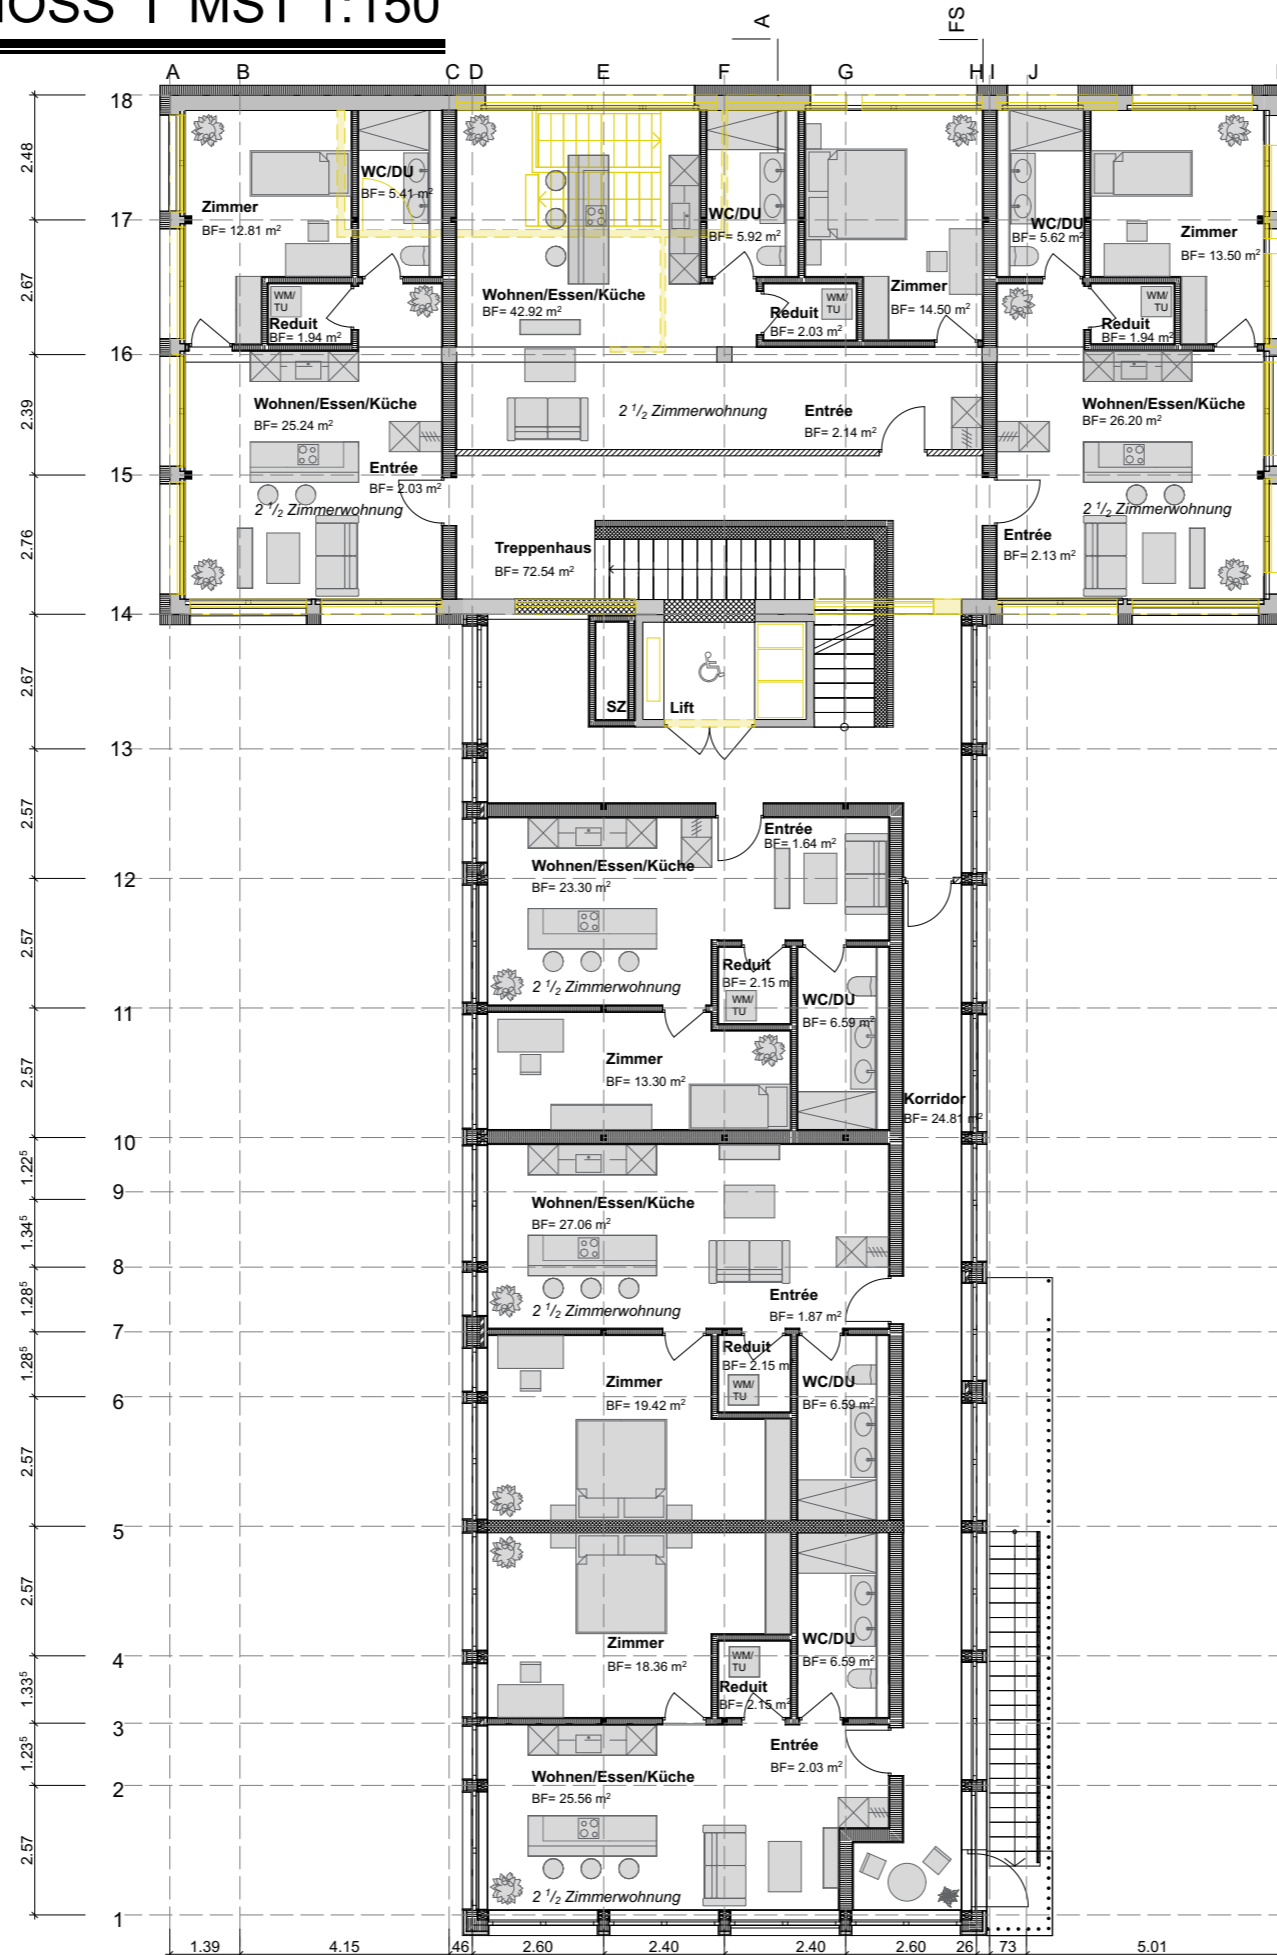 MST 1:150
A
FS
A B C D E F G H I J
18
2.48
WC/DU
BF= 5.41 m²
Zimmer
BF= 12.81 m²
17
WC/DU
BF= 5.92 m²
WC/DU
BF= 5.62 m²
Zimmer
BF= 13.50 m²
2.67
WM/
TU
Reduit
BF= 1.94 m²
Wohnen/Essen/Küche
BF= 42.92 m²
WM/
TU
Reduit
BF= 2.03 m²
Zimmer
BF= 14.50 m²
WM/
TU
Reduit
BF= 1.94 m²
16
2.39
Wohnen/Essen/Küche
BF= 25.24 m²
2 1/2 Zimmerwohnung
Entrée
BF= 2.14 m²
Wohnen/Essen/Küche
BF= 26.20 m²
15
Entrée
BF= 2.03 m²
2 1/2 Zimmerwohnung
2 1/2 Zimmerwohnung
2.76
Treppenhaus
BF= 72.54 m²
Entrée
BF= 2.13 m²
14
2.67
SZ
Lift
13
2.57
Entrée
BF= 1.64 m²
Wohnen/Essen/Küche
BF= 23.30 m²
12
2.57
Reduit
BF= 2.15 m
WM/
TU
2 1/2 Zimmerwohnung
WC/DU
BF= 6.59 m²
11
2.57
Zimmer
BF= 13.30 m²
Korridor
BF= 24.81 m²
10
1.22⁵
9
Wohnen/Essen/Küche
BF= 27.06 m²
1.34⁵
8
1.28⁵
Entrée
BF= 1.87 m²
2 1/2 Zimmerwohnung
7
1.28⁵
Reduit
BF= 2.15 m
WM/
TU
Zimmer
BF= 19.42 m²
WC/DU
BF= 6.59 m²
6
2.57
5
2.57
Zimmer
BF= 18.36 m²
WC/DU
BF= 6.59 m²
4
WM/
TU
Reduit
BF= 2.15 m²
1.33⁵
3
1.23⁵
Entrée
BF= 2.03 m²
Wohnen/Essen/Küche
BF= 25.56 m²
2
2.57
2 1/2 Zimmerwohnung
1
1.39 4.15 46 2.60 2.40 2.40 2.60 26 73 5.01